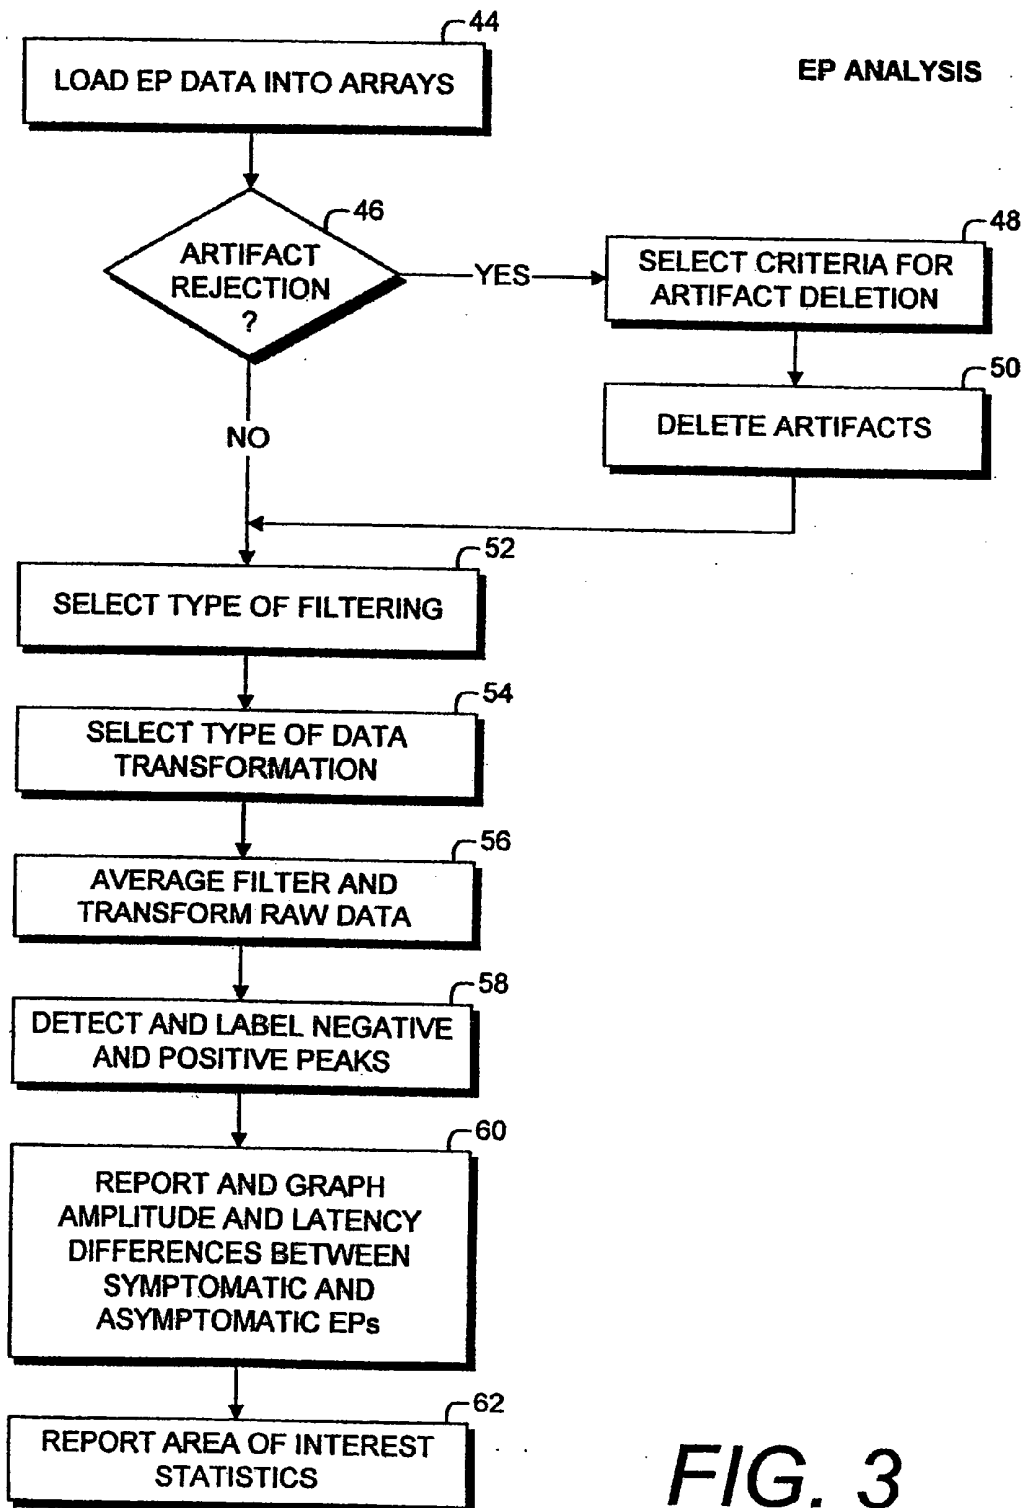 44
LOAD EP DATA INTO ARRAYS
EP ANALYSIS
46
ARTIFACT
REJECTION
?
YES
48
SELECT CRITERIA FOR
ARTIFACT DELETION
50
DELETE ARTIFACTS
NO
52
SELECT TYPE OF FILTERING
54
SELECT TYPE OF DATA
TRANSFORMATION
56
AVERAGE FILTER AND
TRANSFORM RAW DATA
58
DETECT AND LABEL NEGATIVE
AND POSITIVE PEAKS
60
REPORT AND GRAPH
AMPLITUDE AND LATENCY
DIFFERENCES BETWEEN
SYMPTOMATIC AND
ASYMPTOMATIC EPs
62
REPORT AREA OF INTEREST
STATISTICS
FIG. 3